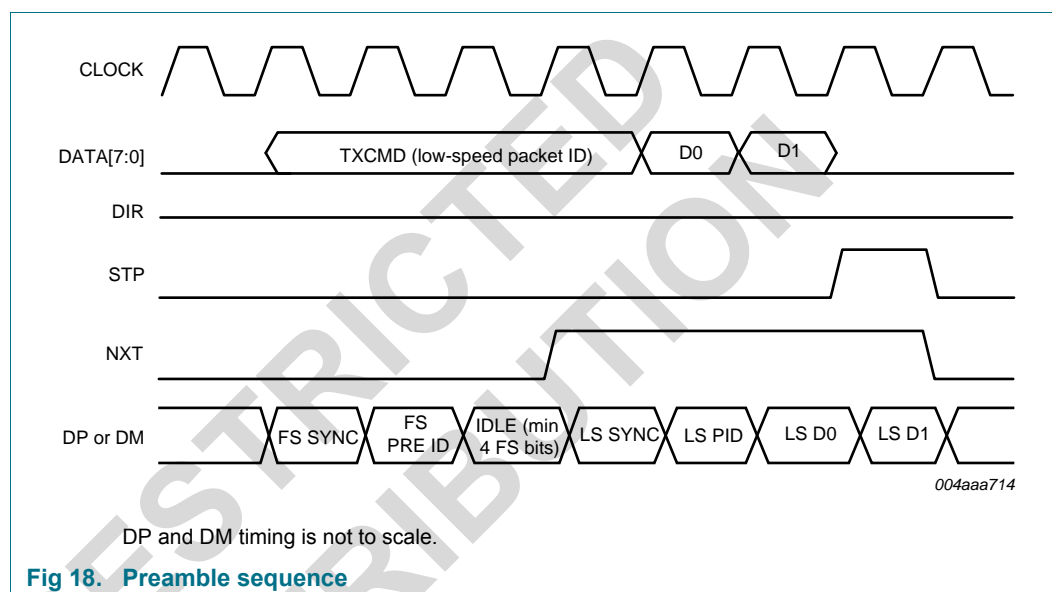 CLOCK
DATA[7:0]
TXCMD (low-speed packet ID)
D0
D1
DIR
STP
NXT
DP or DM
FS SYNC
FS
PRE ID
IDLE (min
4 FS bits)
LS SYNC
LS PID
LS D0
LS D1
004aaa714
DP and DM timing is not to scale.
Fig 18. Preamble sequence
ESTRICTED
RIBUTION